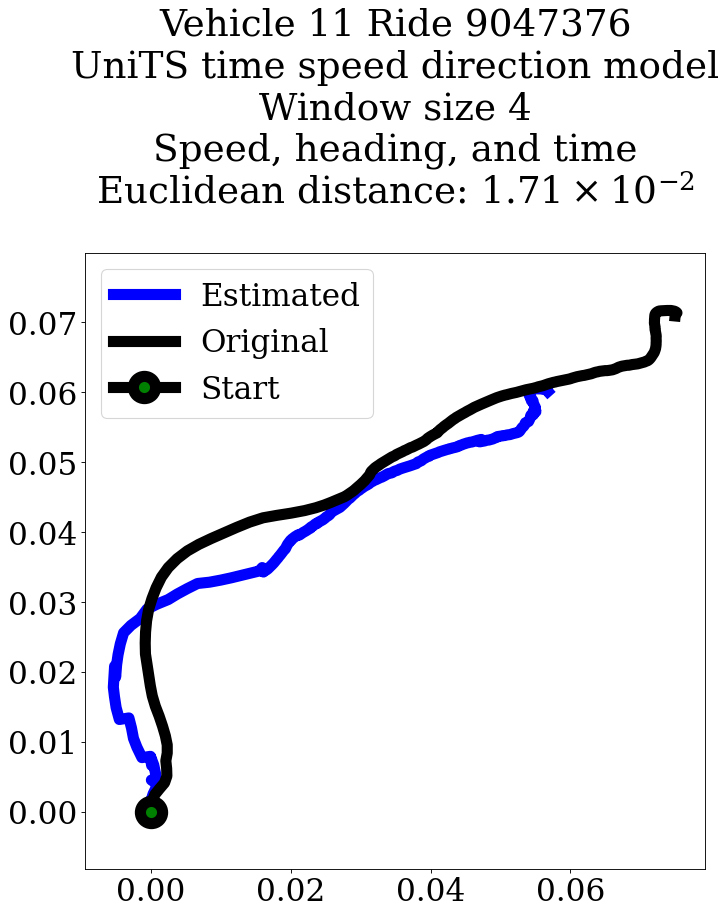 Vehicle 11 Ride 9047376
UniTS time speed direction model
Window size 4
Speed, heading, and time
Euclidean distance: 1.71 × 10⁻²
Estimated
Original
Start
0.07
0.06
0.05
0.04
0.03
0.02
0.01
0.00
0.00 0.02 0.04 0.06